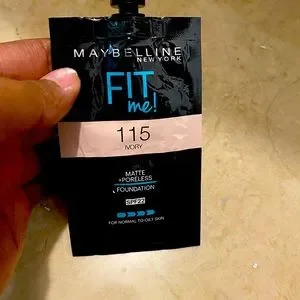 MAYBELLINE
NEW YORK
FIT
me!
115
IVORY
MATTE
+PORELESS
FOUNDATION
SPF22
FOR NORMAL TO OILY SKIN